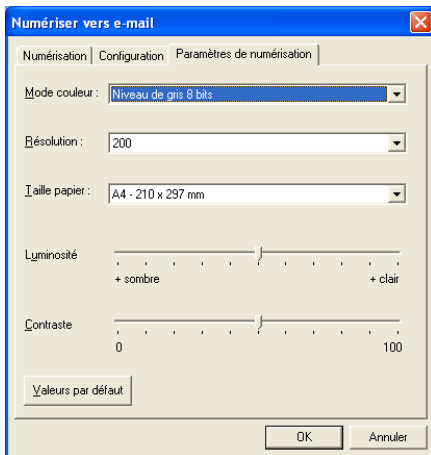 Numériser vers e-mail
Numérisation Configuration Paramètres de numérisation
Mode couleur : Niveau de gris 8 bits
Résolution : 200
Taille papier : A4 - 210 x 297 mm
Luminosité
+ sombre + clair
Contraste
0 100
Valeurs par défaut
OK Annuler